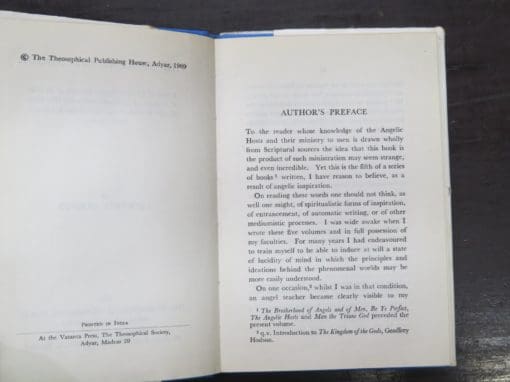 © The Theosophical Publishing House, Adyar, 1969
PRINTED IN INDIA
At the Vasanta Press, The Theosophical Society,
Adyar, Madras 20
AUTHOR'S PREFACE
To the reader whose knowledge of the Angelic
Hosts and their ministry to men is drawn wholly
from Scriptural sources the idea that this book is
the product of such ministration may seem strange,
and even incredible. Yet this is the fifth of a series
of books¹ written, I have reason to believe, as a
result of angelic inspiration.
On reading these words one should not think, as
well one might, of spiritualistic forms of inspiration,
of entrancement, of automatic writing, or of other
mediumistic processes. I was wide awake when I
wrote these five volumes and in full possession of
my faculties. For many years I had endeavoured
to train myself to be able to induce at will a state
of lucidity of mind in which the principles and
ideations behind the phenomenal worlds may be
more easily understood.
On one occasion,² whilst I was in that condition,
an angel teacher became clearly visible to my
¹ The Brotherhood of Angels and of Men, Be Ye Perfect,
The Angelic Hosts and Man the Triune God preceded the
present volume.
² q.v. Introduction to The Kingdom of the Gods, Geoffrey
Hodson.